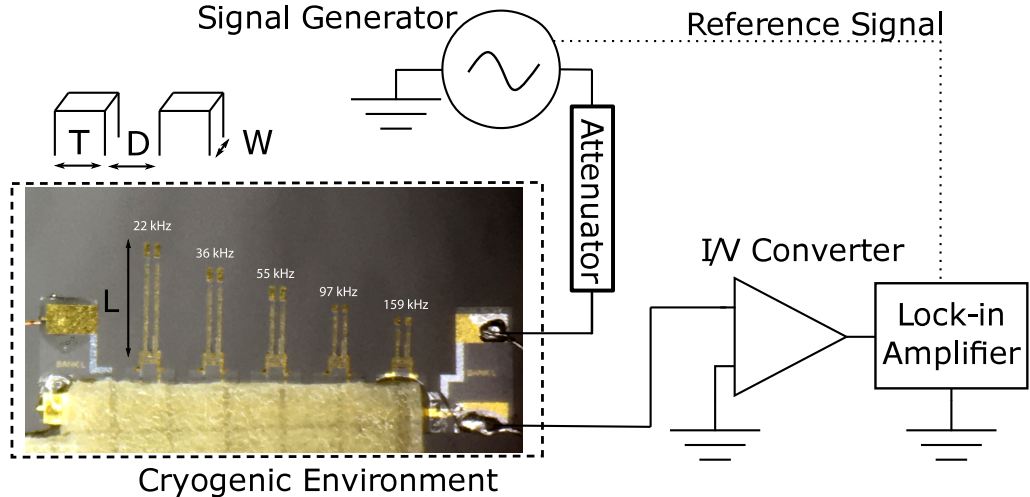 Signal Generator
Reference Signal
T
D
W
Attenuator
22 kHz
36 kHz
55 kHz
97 kHz
159 kHz
L
I/V Converter
Lock-in
Amplifier
Cryogenic Environment